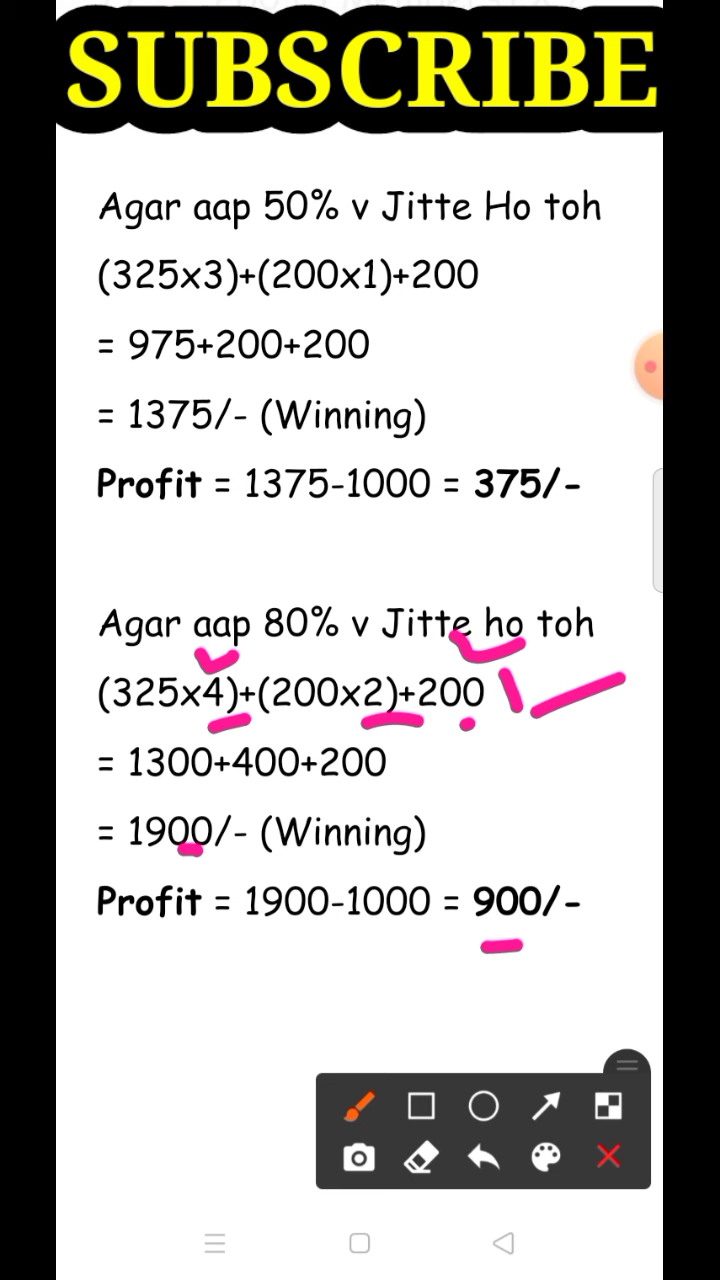 SUBSCRIBE
Agar aap 50% v Jitte Ho toh
(325x3)+(200x1)+200
= 975+200+200
= 1375/- (Winning)
Profit = 1375-1000 = 375/-
Agar aap 80% v Jitte ho toh
(325x4)+(200x2)+200
= 1300+400+200
= 1900/- (Winning)
Profit = 1900-1000 = 900/-